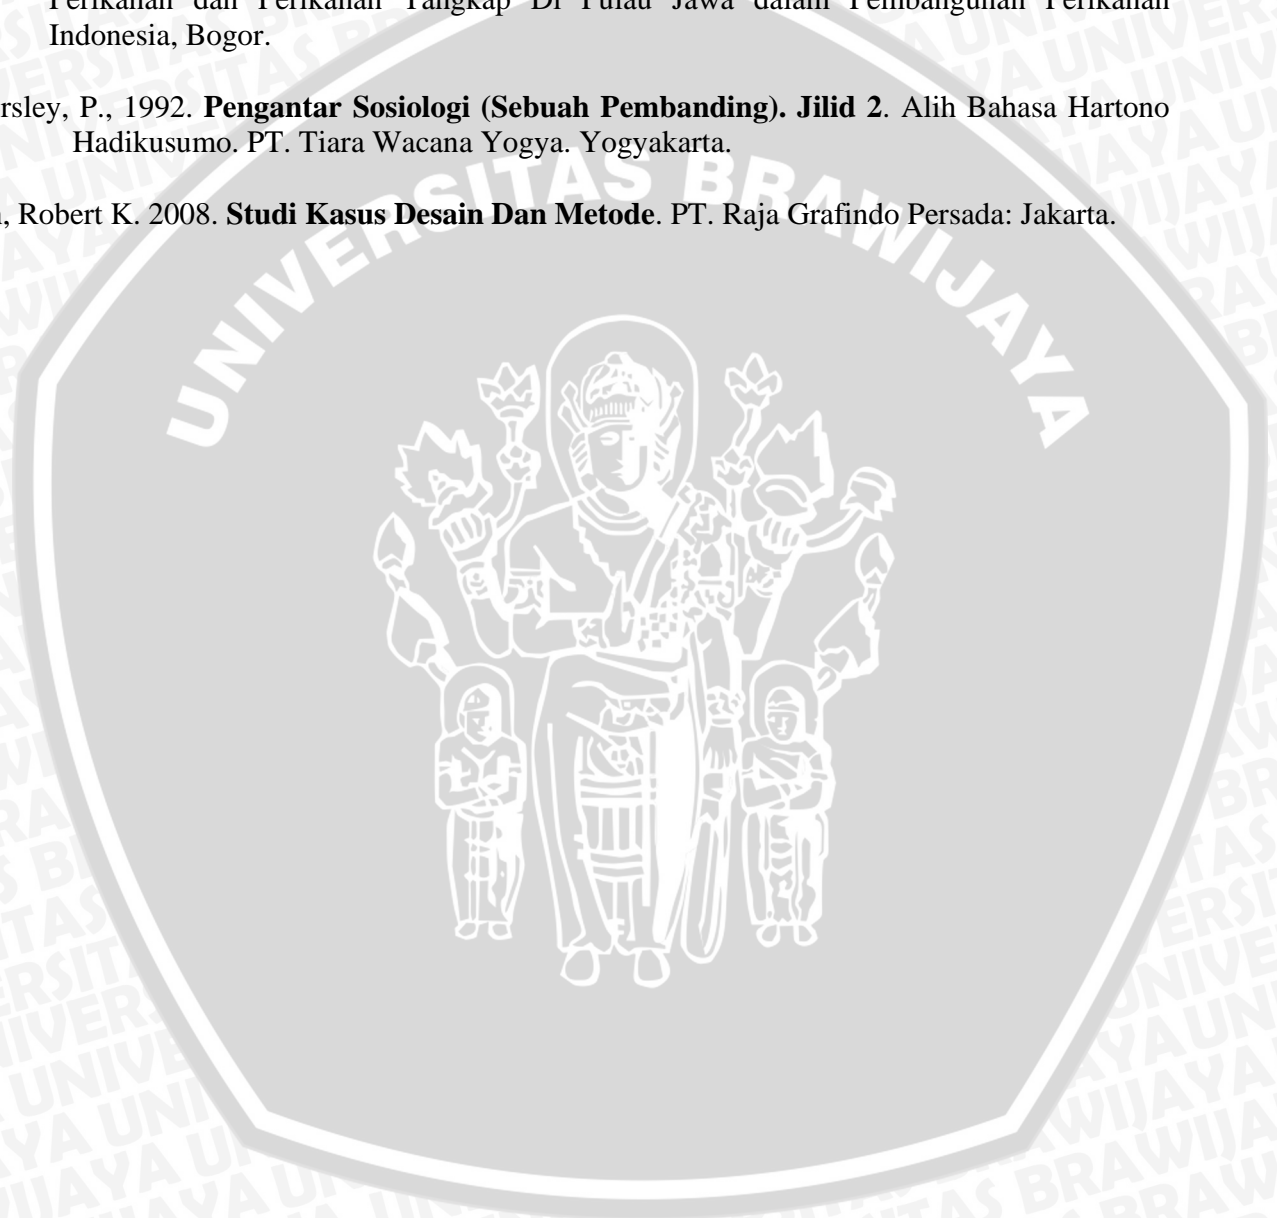 Perikanan dan Perikanan Tangkap Di Pulau Jawa dalam Pembangunan Perikanan
Indonesia, Bogor.
rsley, P., 1992. Pengantar Sosiologi (Sebuah Pembanding). Jilid 2. Alih Bahasa Hartono
Hadikusumo. PT. Tiara Wacana Yogya. Yogyakarta.
, Robert K. 2008. Studi Kasus Desain Dan Metode. PT. Raja Grafindo Persada: Jakarta.
UNIVERSITAS BRAWIJAYA